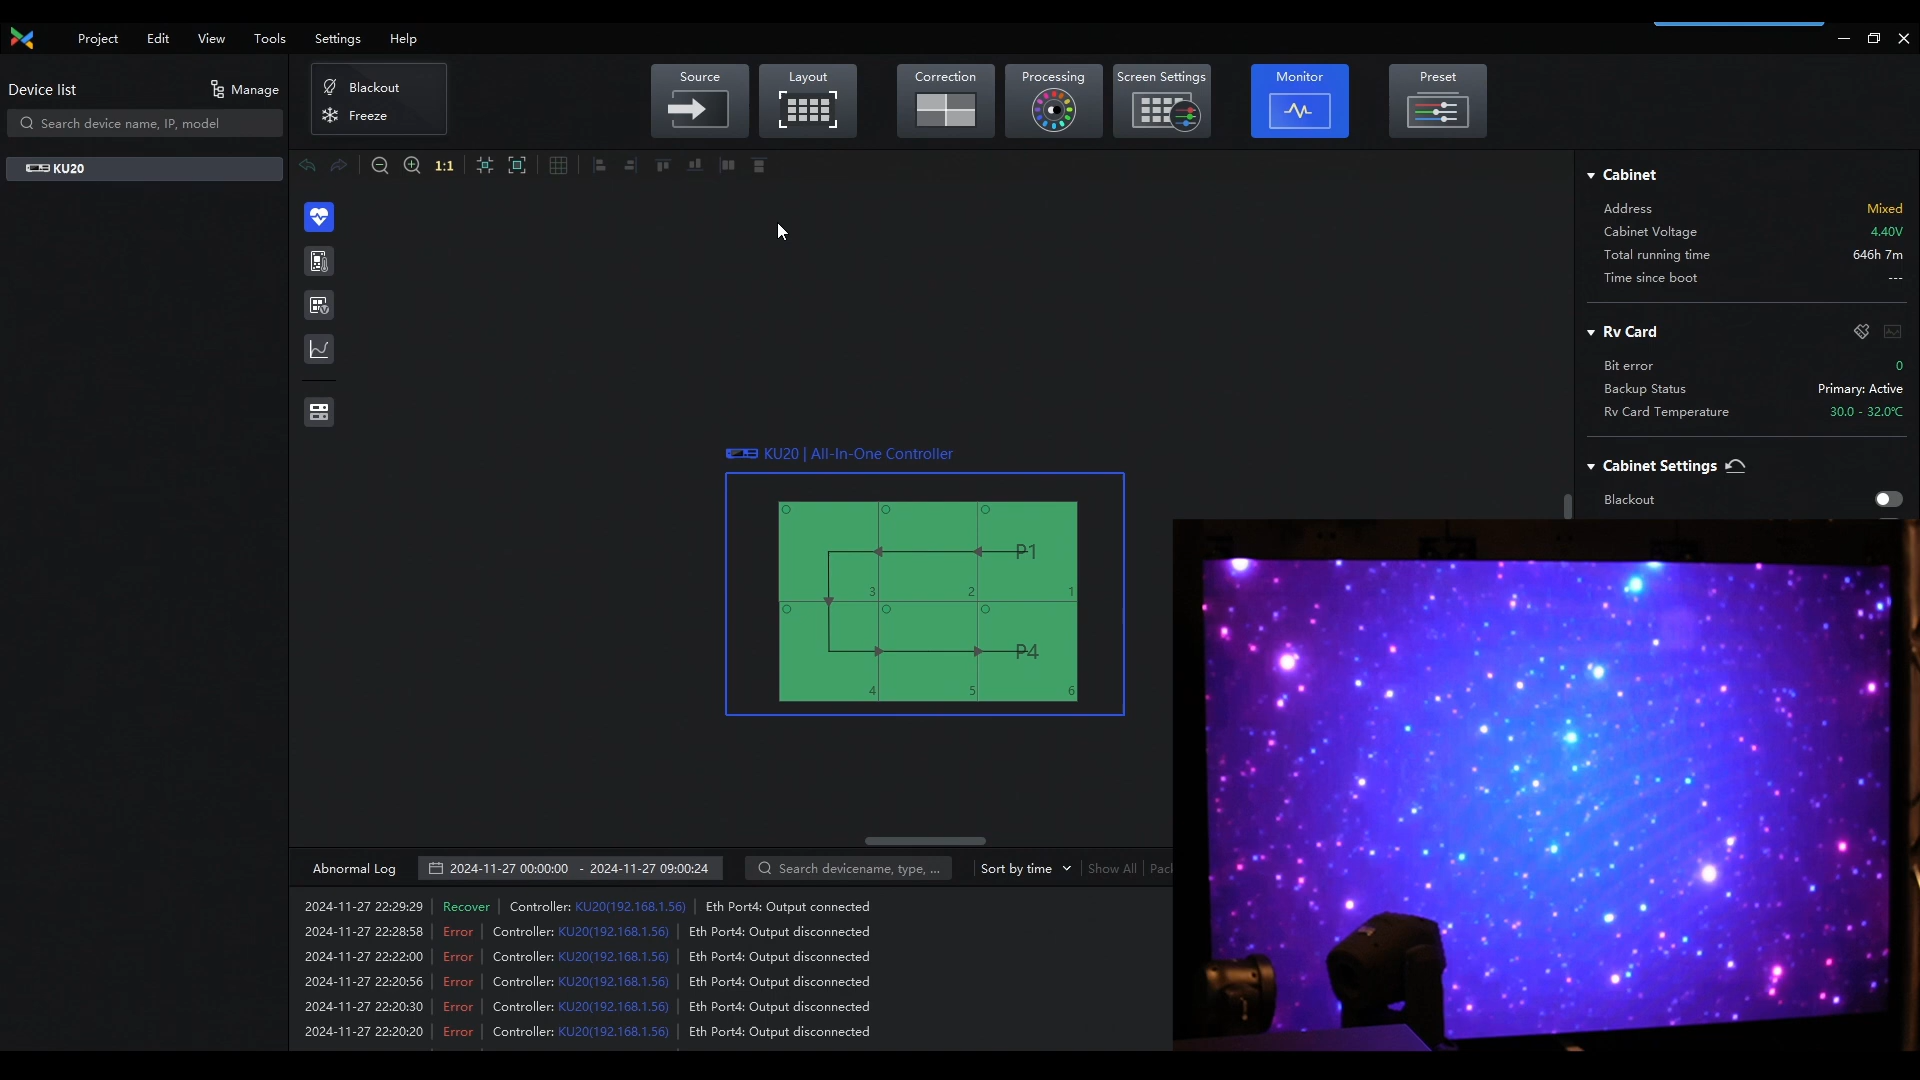 Project Edit View Tools Settings Help
Device list Manage
Search device name, IP, model
KU20
Blackout
Freeze
Source Layout Correction Processing Screen Settings Monitor Preset
1:1
KU20 | All-In-One Controller
P1
3 2 1
P4
4 5 6
Cabinet
Address Mixed
Cabinet Voltage 4.40V
Total running time 646h 7m
Time since boot ---
Rv Card
Bit error 0
Backup Status Primary: Active
Rv Card Temperature 30.0 - 32.0℃
Cabinet Settings
Blackout
Abnormal Log 2024-11-27 00:00:00 - 2024-11-27 09:00:24 Search devicename, type, ... Sort by time Show All Pack
2024-11-27 22:29:29 Recover Controller: KU20(192.168.1.56) Eth Port4: Output connected
2024-11-27 22:28:58 Error Controller: KU20(192.168.1.56) Eth Port4: Output disconnected
2024-11-27 22:22:00 Error Controller: KU20(192.168.1.56) Eth Port4: Output disconnected
2024-11-27 22:20:56 Error Controller: KU20(192.168.1.56) Eth Port4: Output disconnected
2024-11-27 22:20:30 Error Controller: KU20(192.168.1.56) Eth Port4: Output disconnected
2024-11-27 22:20:20 Error Controller: KU20(192.168.1.56) Eth Port4: Output disconnected